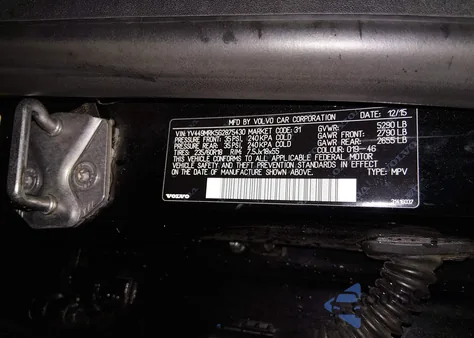 MFD BY VOLVO CAR CORPORATION DATE: 12/15
VIN: YV449MRK5G2875430 MARKET CODE: 31 GVWR: 5290 LB
PRESSURE FRONT: 35 PSI, 240 KPA COLD GAWR FRONT: 2790 LB
PRESSURE REAR: 35 PSI, 240 KPA COLD GAWR REAR: 2655 LB
TIRES: 235/60R18 RIM: 7.5Jx18x55 COLOUR: 019-46
THIS VEHICLE CONFORMS TO ALL APPLICABLE FEDERAL MOTOR
VEHICLE SAFETY AND THEFT PREVENTION STANDARDS IN EFFECT
ON THE DATE OF MANUFACTURE SHOWN ABOVE. TYPE: MPV
VOLVO